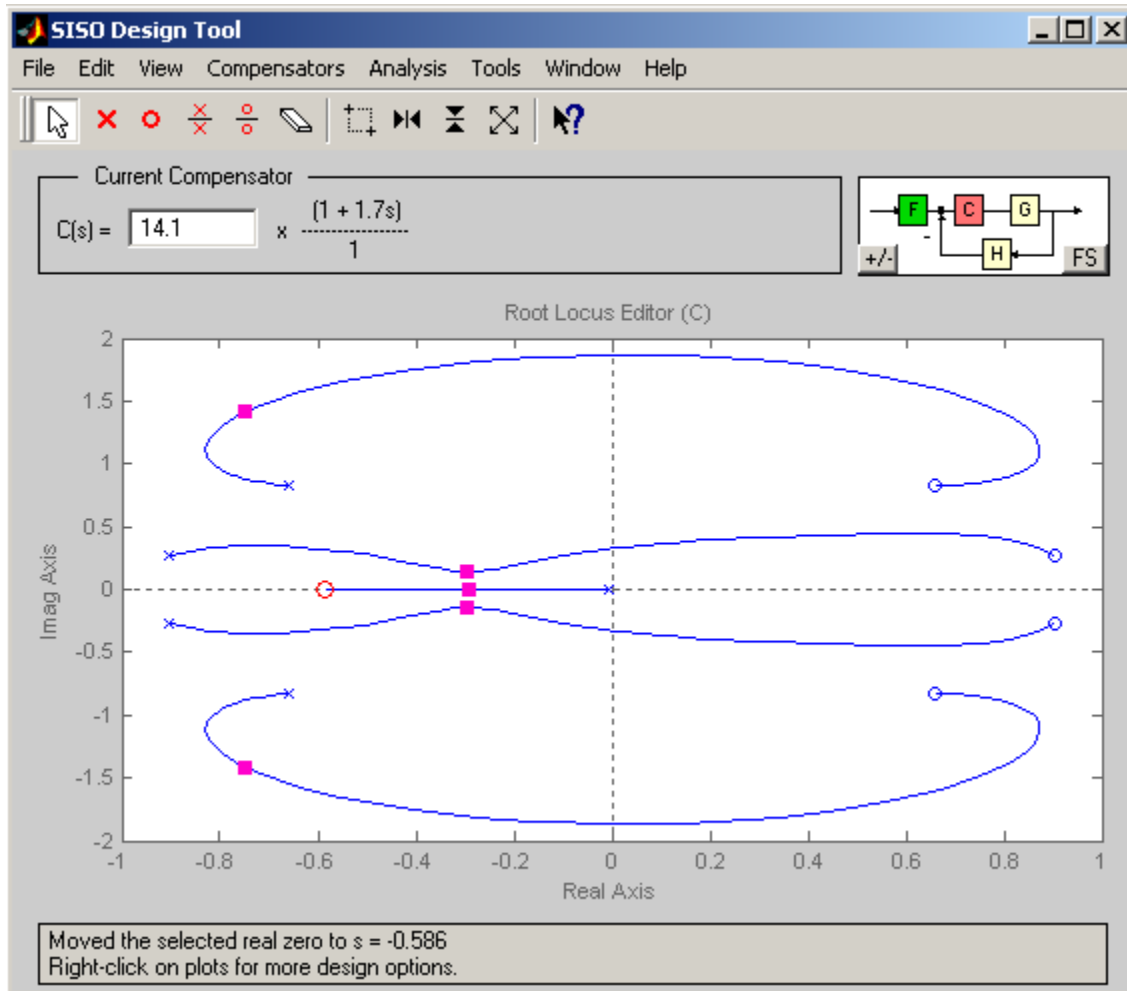 SISO Design Tool
File Edit View Compensators Analysis Tools Window Help
Current Compensator
C(s) = 14.1 x (1 + 1.7s)
1
F C G
-
H
+/- FS
Root Locus Editor (C)
2
1.5
1
0.5
0
-0.5
-1
-1.5
-2
Imag Axis
-1 -0.8 -0.6 -0.4 -0.2 0 0.2 0.4 0.6 0.8 1
Real Axis
Moved the selected real zero to s = -0.586
Right-click on plots for more design options.